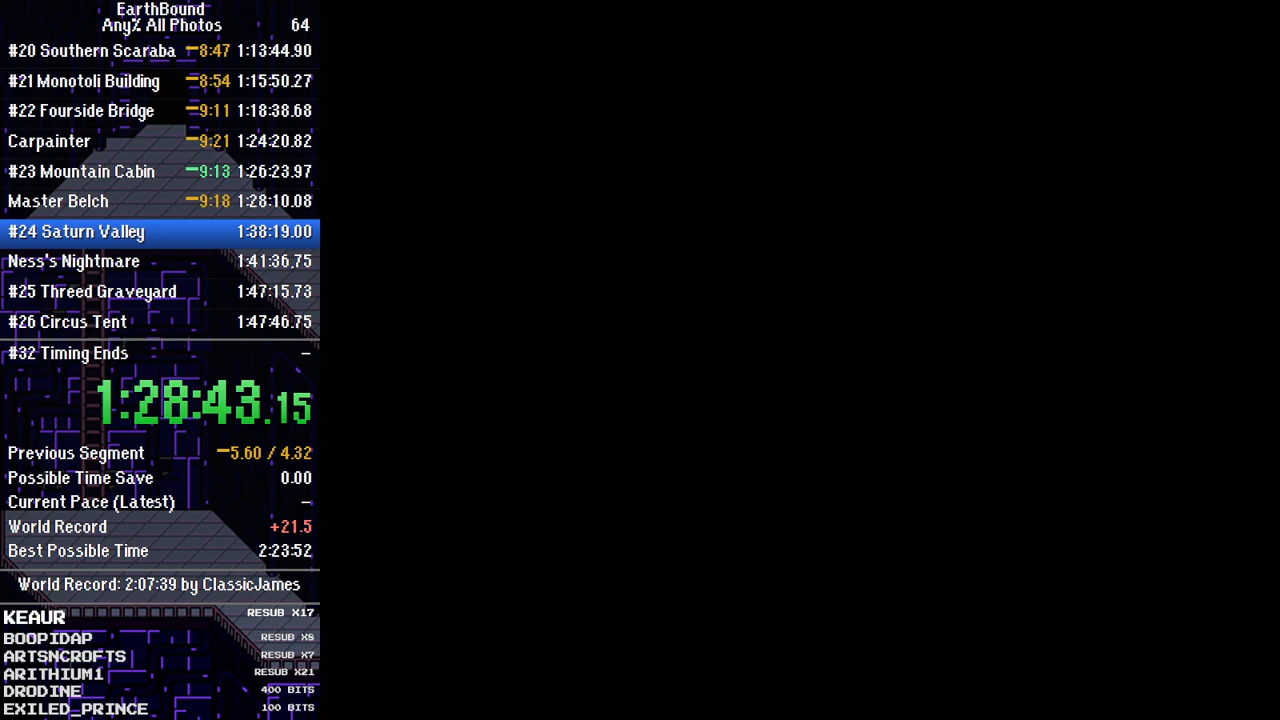 EarthBound
Any% All Photos 64
#20 Southern Scaraba −8:47 1:13:44.90
#21 Monotoli Building −8:54 1:15:50.27
#22 Fourside Bridge −9:11 1:18:38.68
Carpainter −9:21 1:24:20.82
#23 Mountain Cabin −9:13 1:26:23.97
Master Belch −9:18 1:28:10.08
#24 Saturn Valley 1:38:19.00
Ness's Nightmare 1:41:36.75
#25 Threed Graveyard 1:47:15.73
#26 Circus Tent 1:47:46.75
#32 Timing Ends –
1:28:43.15
Previous Segment −5.60 / 4.32
Possible Time Save 0.00
Current Pace (Latest) –
World Record +21.5
Best Possible Time 2:23:52
World Record: 2:07:39 by ClassicJames
KEAUR RESUB X17
BOOPIDAP RESUB X8
ARTSNCROFTS RESUB X7
ARITHIUM1 RESUB X21
DRODINE 400 BITS
EXILED_PRINCE 100 BITS